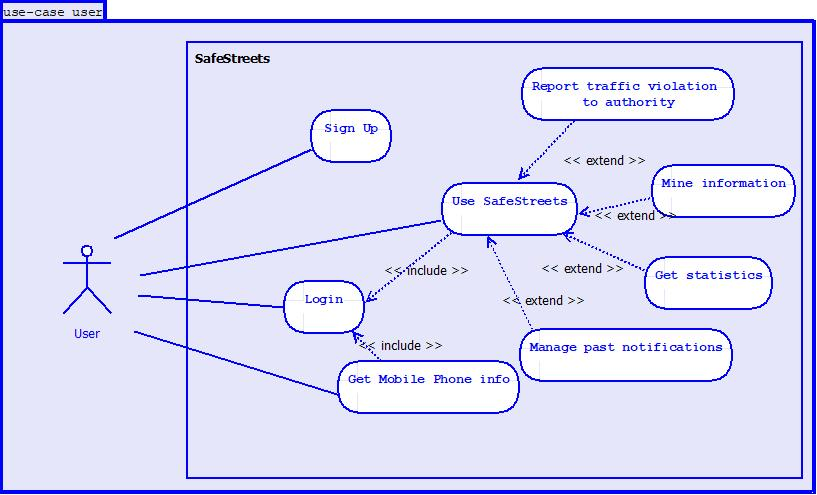 use-case user
SafeStreets
Report traffic violation
to authority
Sign Up
<< extend >>
Mine information
Use SafeStreets
<< extend >>
<< include >>
<< extend >>
Get statistics
Login
<< extend >>
User
<< include >>
Manage past notifications
Get Mobile Phone info